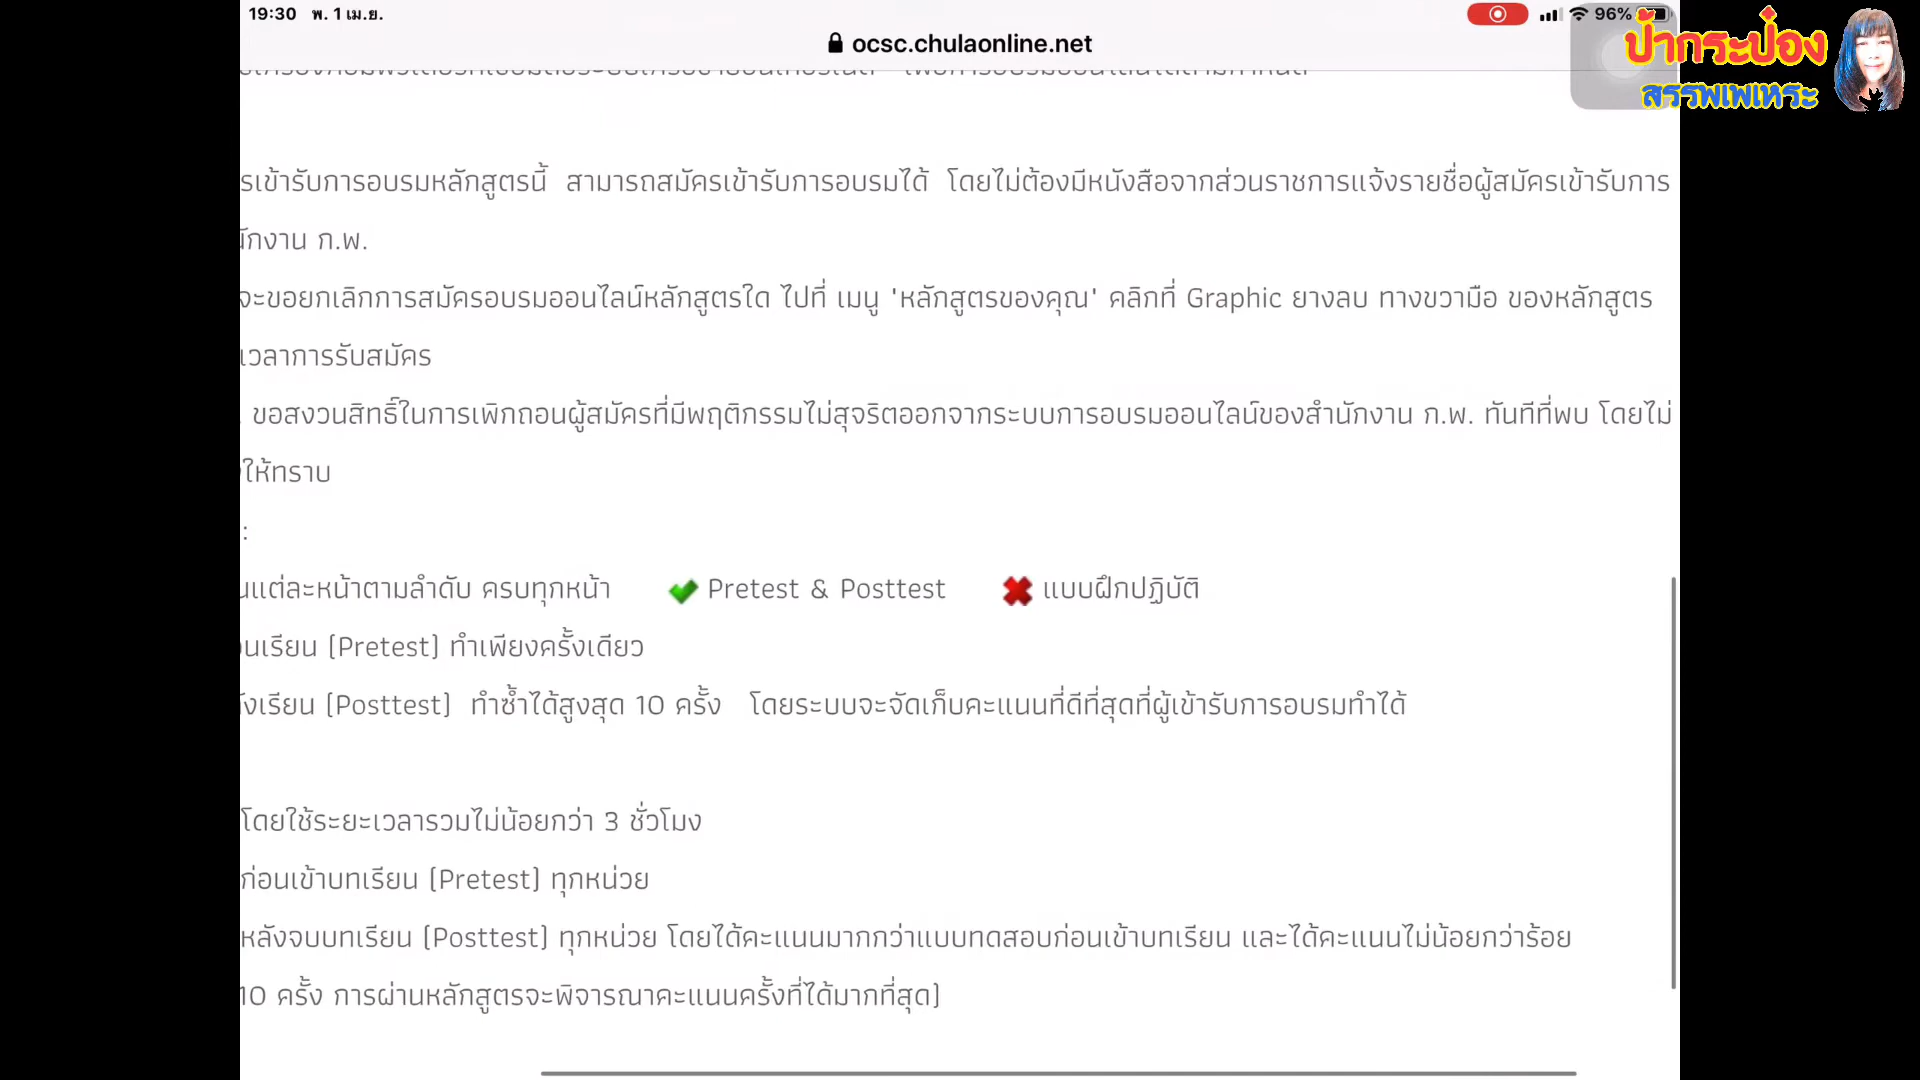 19:30 พ. 1 เม.ย.
96%
ocsc.chulaonline.net
ป้ากระป๋อง
สรรพเพเหระ
รเข้ารับการอบรมหลักสูตรนี้ สามารถสมัครเข้ารับการอบรมได้ โดยไม่ต้องมีหนังสือจากส่วนราชการแจ้งรายชื่อผู้สมัครเข้ารับการ
ักงาน ก.พ.
จะขอยกเลิกการสมัครอบรมออนไลน์หลักสูตรใด ไปที่ เมนู 'หลักสูตรของคุณ' คลิกที่ Graphic ยางลบ ทางขวามือ ของหลักสูตร
เวลาการรับสมัคร
. ขอสงวนสิทธิ์ในการเพิกถอนผู้สมัครที่มีพฤติกรรมไม่สุจริตออกจากระบบการอบรมออนไลน์ของสำนักงาน ก.พ. ทันทีที่พบ โดยไม่
ให้ทราบ
:
นแต่ละหน้าตามลำดับ ครบทุกหน้า Pretest & Posttest แบบฝึกปฏิบัติ
นเรียน (Pretest) ทำเพียงครั้งเดียว
ังเรียน (Posttest) ทำซ้ำได้สูงสุด 10 ครั้ง โดยระบบจะจัดเก็บคะแนนที่ดีที่สุดที่ผู้เข้ารับการอบรมทำได้
โดยใช้ระยะเวลารวมไม่น้อยกว่า 3 ชั่วโมง
ก่อนเข้าบทเรียน (Pretest) ทุกหน่วย
หลังจบบทเรียน (Posttest) ทุกหน่วย โดยได้คะแนนมากกว่าแบบทดสอบก่อนเข้าบทเรียน และได้คะแนนไม่น้อยกว่าร้อย
10 ครั้ง การผ่านหลักสูตรจะพิจารณาคะแนนครั้งที่ได้มากที่สุด)